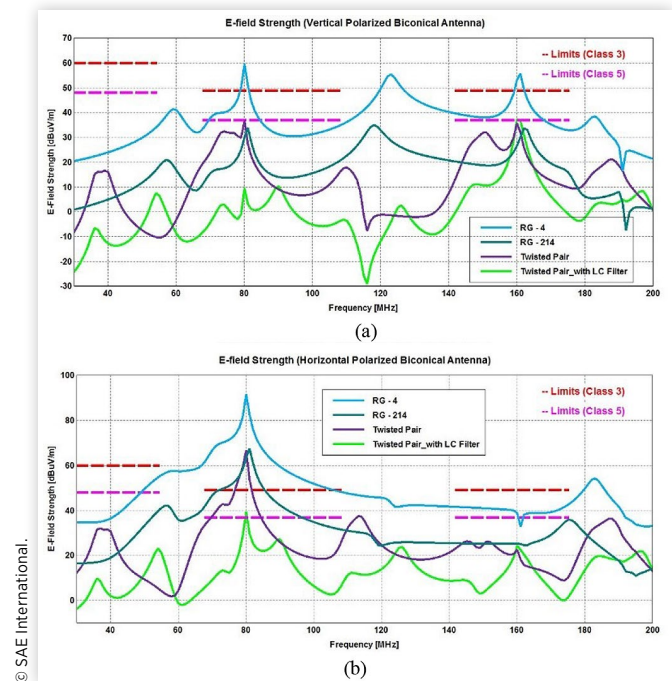 E-field Strength (Vertical Polarized Biconical Antenna)
70
60
50
40
30
20
10
0
-10
-20
-30
E-Field Strength [dBuV/m]
-- Limits (Class 3)
-- Limits (Class 5)
RG - 4
RG - 214
Twisted Pair
Twisted Pair_with LC Filter
40 60 80 100 120 140 160 180 200
Frequency [MHz]
(a)
E-field Strength (Horizontal Polarized Biconical Antenna)
100
80
60
40
20
0
E-Field Strength [dBuV/m]
RG - 4
RG - 214
Twisted Pair
Twisted Pair_with LC Filter
-- Limits (Class 3)
-- Limits (Class 5)
40 60 80 100 120 140 160 180 200
Frequency [MHz]
(b)
© SAE International.